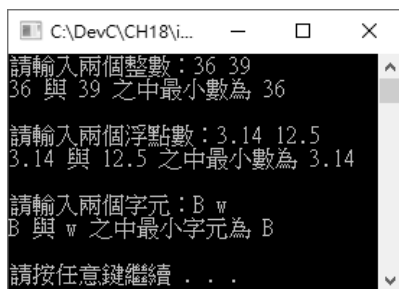 C:\DevC\CH18\i...
請輸入兩個整數：36 39
36 與 39 之中最小數為 36
請輸入兩個浮點數：3.14 12.5
3.14 與 12.5 之中最小數為 3.14
請輸入兩個字元：B w
B 與 w 之中最小字元為 B
請按任意鍵繼續 . . .